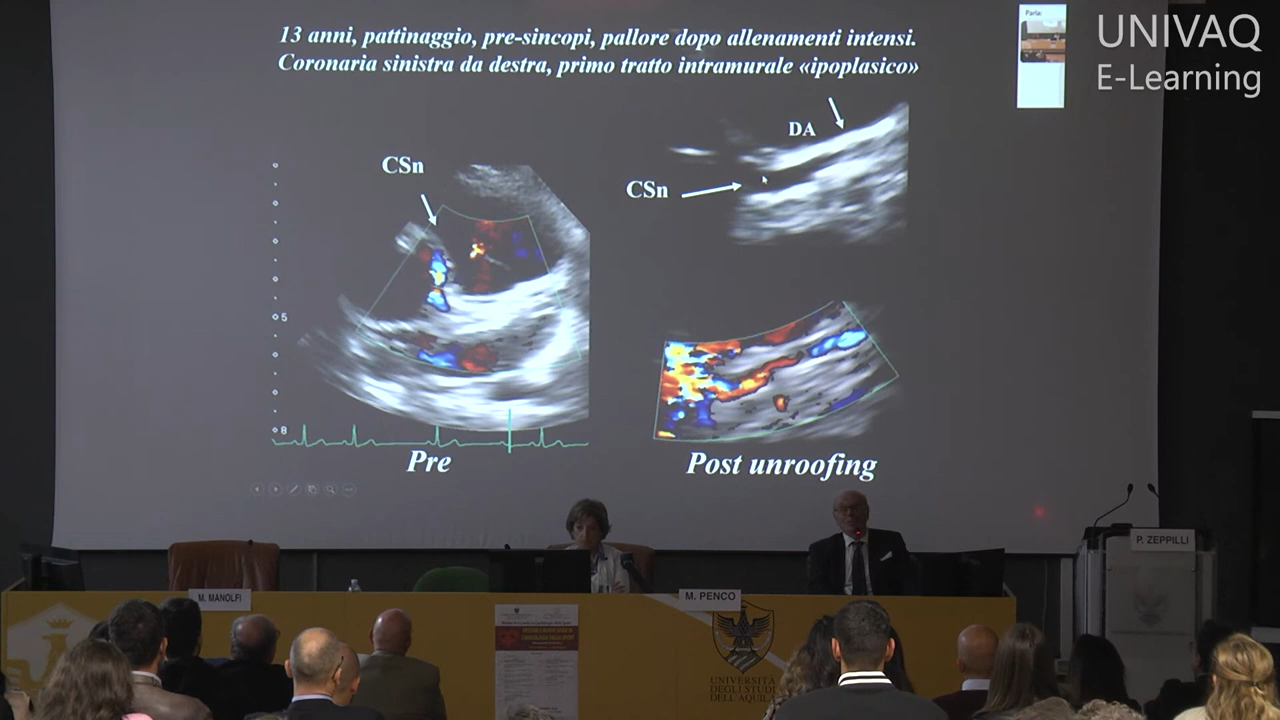 13 anni, pattinaggio, pre-sincopi, pallore dopo allenamenti intensi.
Coronaria sinistra da destra, primo tratto intramurale «ipoplasico»
Parla:
UNIVAQ
E-Learning
DA
CSn
CSn
5
8
Pre
Post unroofing
P. ZEPPILLI
M. MANOLFI
M. PENCO
UNIVERSITÀ
DEGLI STUDI
DELL'AQUILA